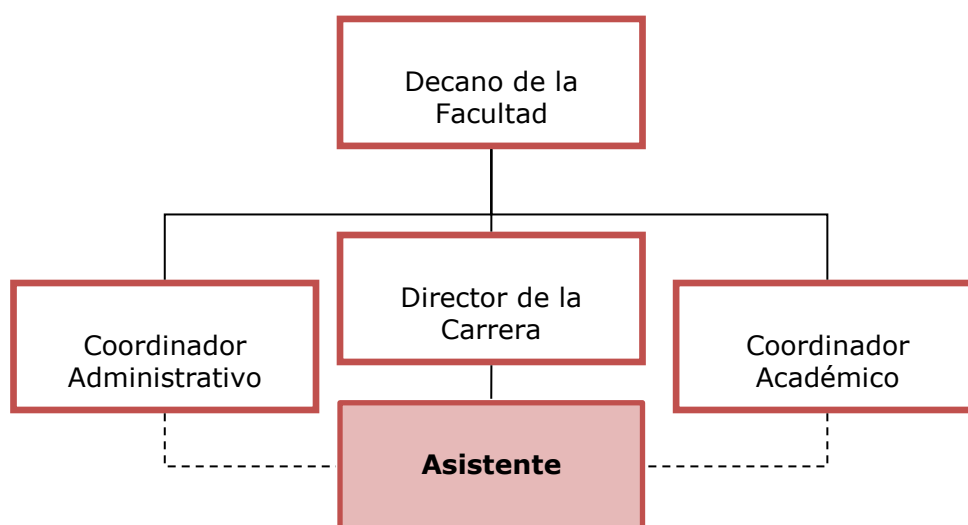 Decano de la
Facultad
Director de la
Carrera
Coordinador
Administrativo
Coordinador
Académico
Asistente